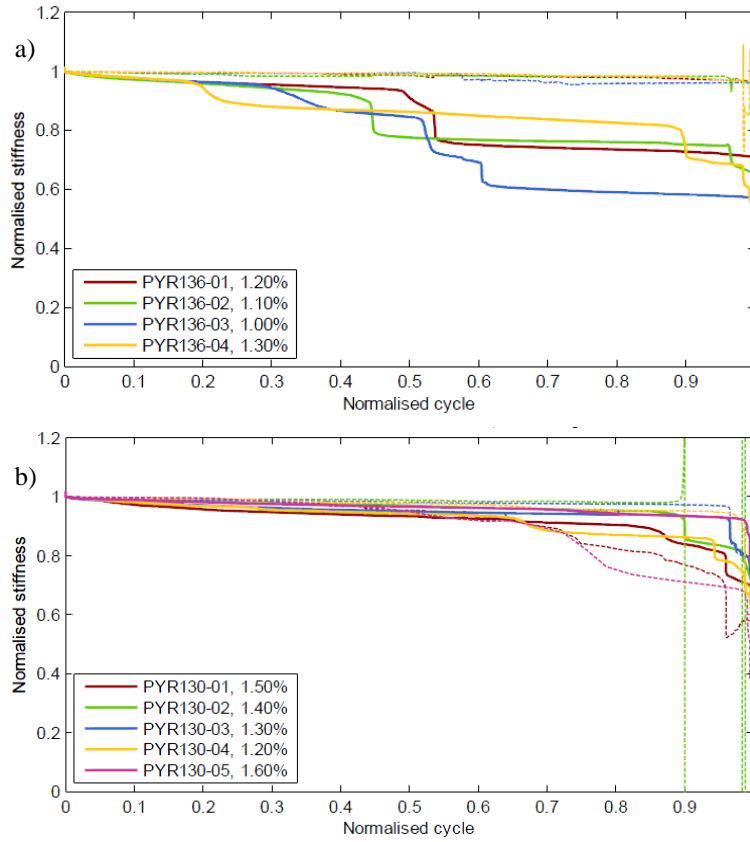 a)
1.2
1
0.8
0.6
0.4
0.2
0
Normalised stiffness
PYR136-01, 1.20%
PYR136-02, 1.10%
PYR136-03, 1.00%
PYR136-04, 1.30%
0 0.1 0.2 0.3 0.4 0.5 0.6 0.7 0.8 0.9
Normalised cycle
b)
1.2
1
0.8
0.6
0.4
0.2
0
Normalised stiffness
PYR130-01, 1.50%
PYR130-02, 1.40%
PYR130-03, 1.30%
PYR130-04, 1.20%
PYR130-05, 1.60%
0 0.1 0.2 0.3 0.4 0.5 0.6 0.7 0.8 0.9
Normalised cycle